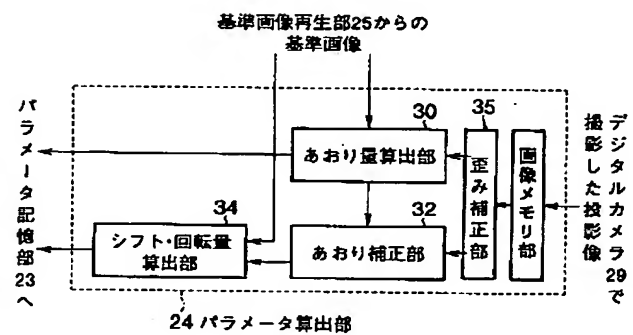 基準画像再生部25からの
基準画像
パラメータ記憶部23へ
30
あおり量算出部
35
歪み補正部
画像メモリ部
デジタルカメラ29で
撮影した投影像
34
シフト・回転量
算出部
32
あおり補正部
24 パラメータ算出部